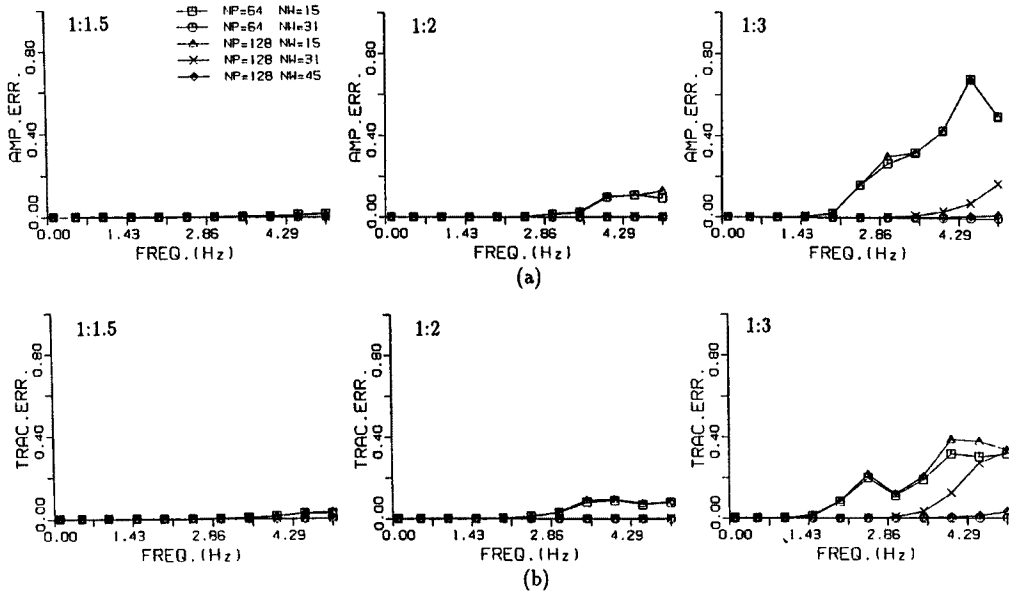 1:1.5
NP=64 NW=15
NP=64 NW=31
NP=128 NW=15
NP=128 NW=31
NP=128 NW=45
AMP.ERR.
0.00 0.40 0.80
0.00 1.43 2.86 4.29
FREQ.(Hz)
1:2
AMP.ERR.
0.00 0.40 0.80
0.00 1.43 2.86 4.29
FREQ.(Hz)
1:3
AMP.ERR.
0.00 0.40 0.80
0.00 1.43 2.86 4.29
FREQ.(Hz)
(a)
1:1.5
TRAC.ERR.
0.00 0.40 0.80
0.00 1.43 2.86 4.29
FREQ.(Hz)
1:2
TRAC.ERR.
0.00 0.40 0.80
0.00 1.43 2.86 4.29
FREQ.(Hz)
1:3
TRAC.ERR.
0.00 0.40 0.80
0.00 1.43 2.86 4.29
FREQ.(Hz)
(b)